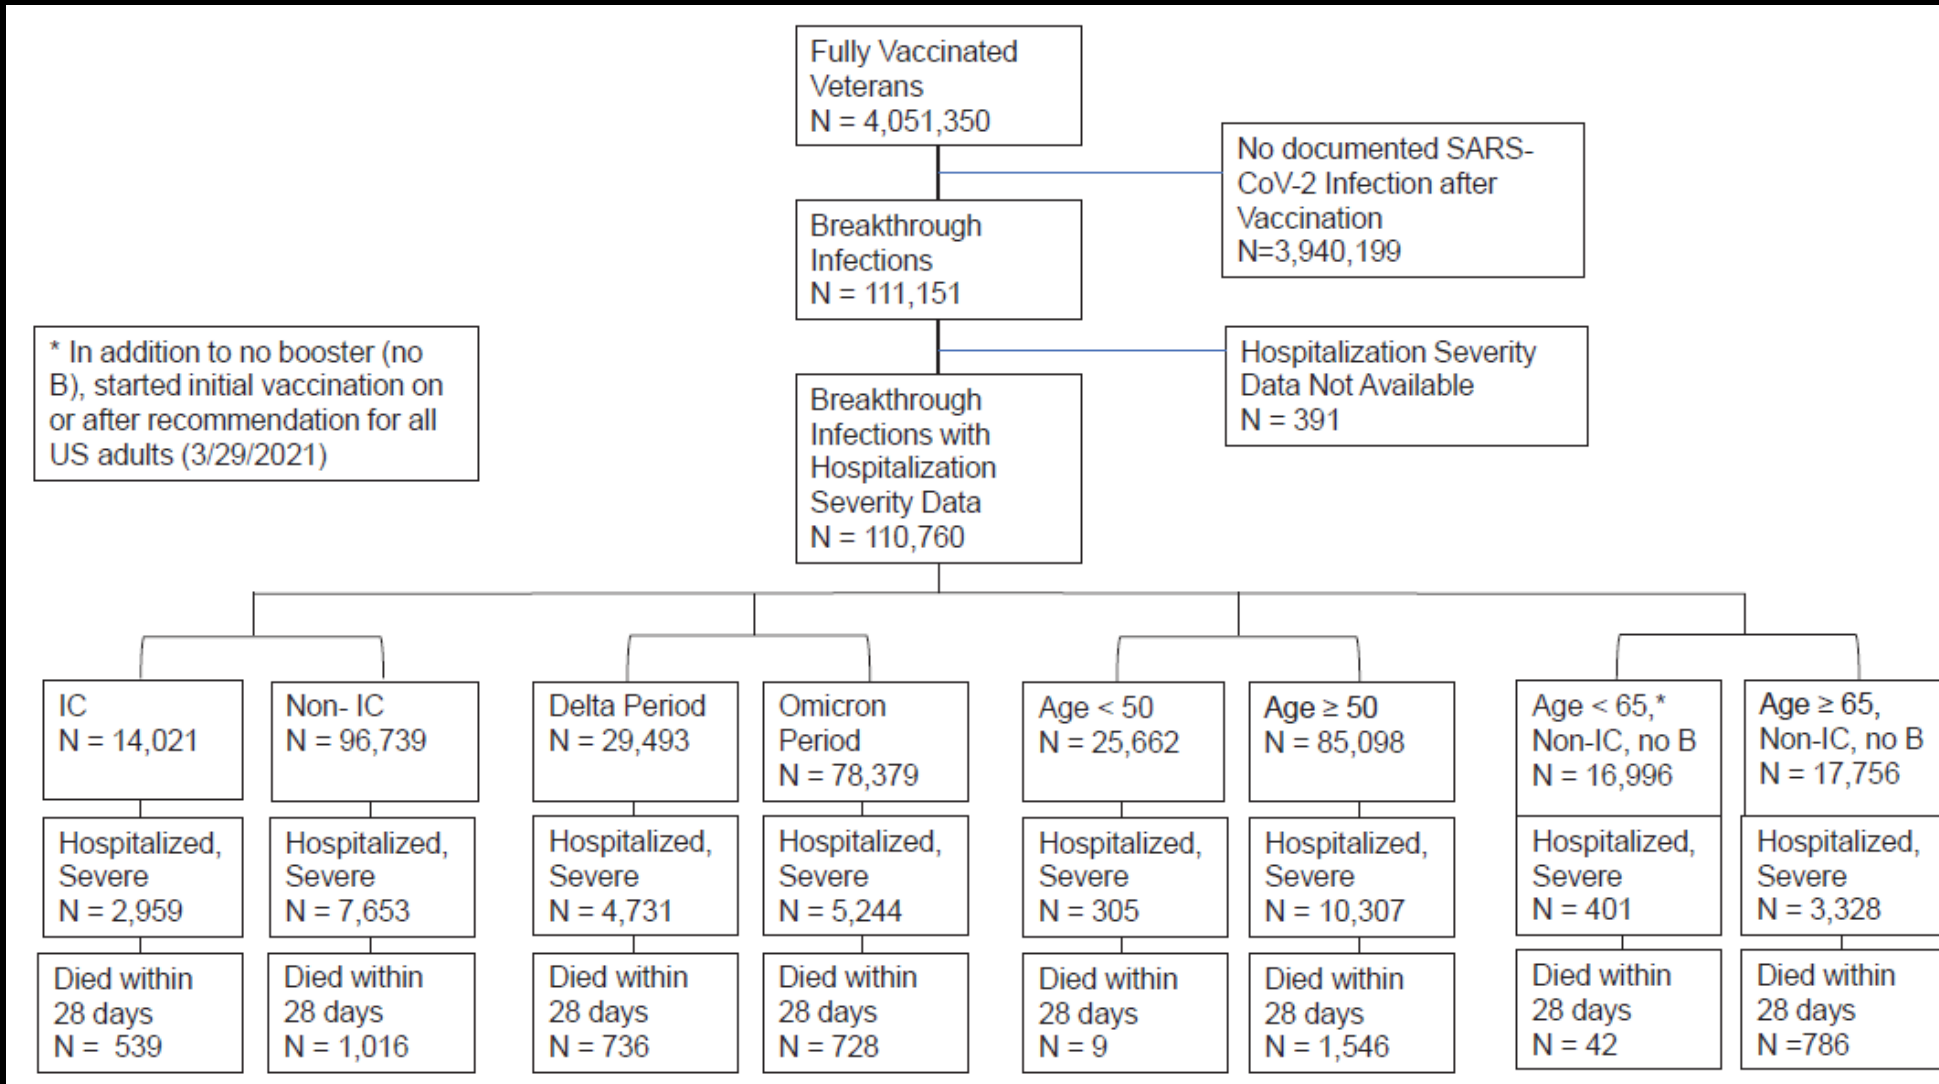 Fully Vaccinated
Veterans
N = 4,051,350
No documented SARS-
CoV-2 Infection after
Vaccination
N=3,940,199
Breakthrough
Infections
N = 111,151
* In addition to no booster (no
B), started initial vaccination on
or after recommendation for all
US adults (3/29/2021)
Hospitalization Severity
Data Not Available
N = 391
Breakthrough
Infections with
Hospitalization
Severity Data
N = 110,760
IC
N = 14,021
Non- IC
N = 96,739
Delta Period
N = 29,493
Omicron
Period
N = 78,379
Age < 50
N = 25,662
Age ≥ 50
N = 85,098
Age < 65,*
Non-IC, no B
N = 16,996
Age ≥ 65,
Non-IC, no B
N = 17,756
Hospitalized,
Severe
N = 2,959
Hospitalized,
Severe
N = 7,653
Hospitalized,
Severe
N = 4,731
Hospitalized,
Severe
N = 5,244
Hospitalized,
Severe
N = 305
Hospitalized,
Severe
N = 10,307
Hospitalized,
Severe
N = 401
Hospitalized,
Severe
N = 3,328
Died within
28 days
N =  539
Died within
28 days
N = 1,016
Died within
28 days
N = 736
Died within
28 days
N = 728
Died within
28 days
N = 9
Died within
28 days
N = 1,546
Died within
28 days
N = 42
Died within
28 days
N =786